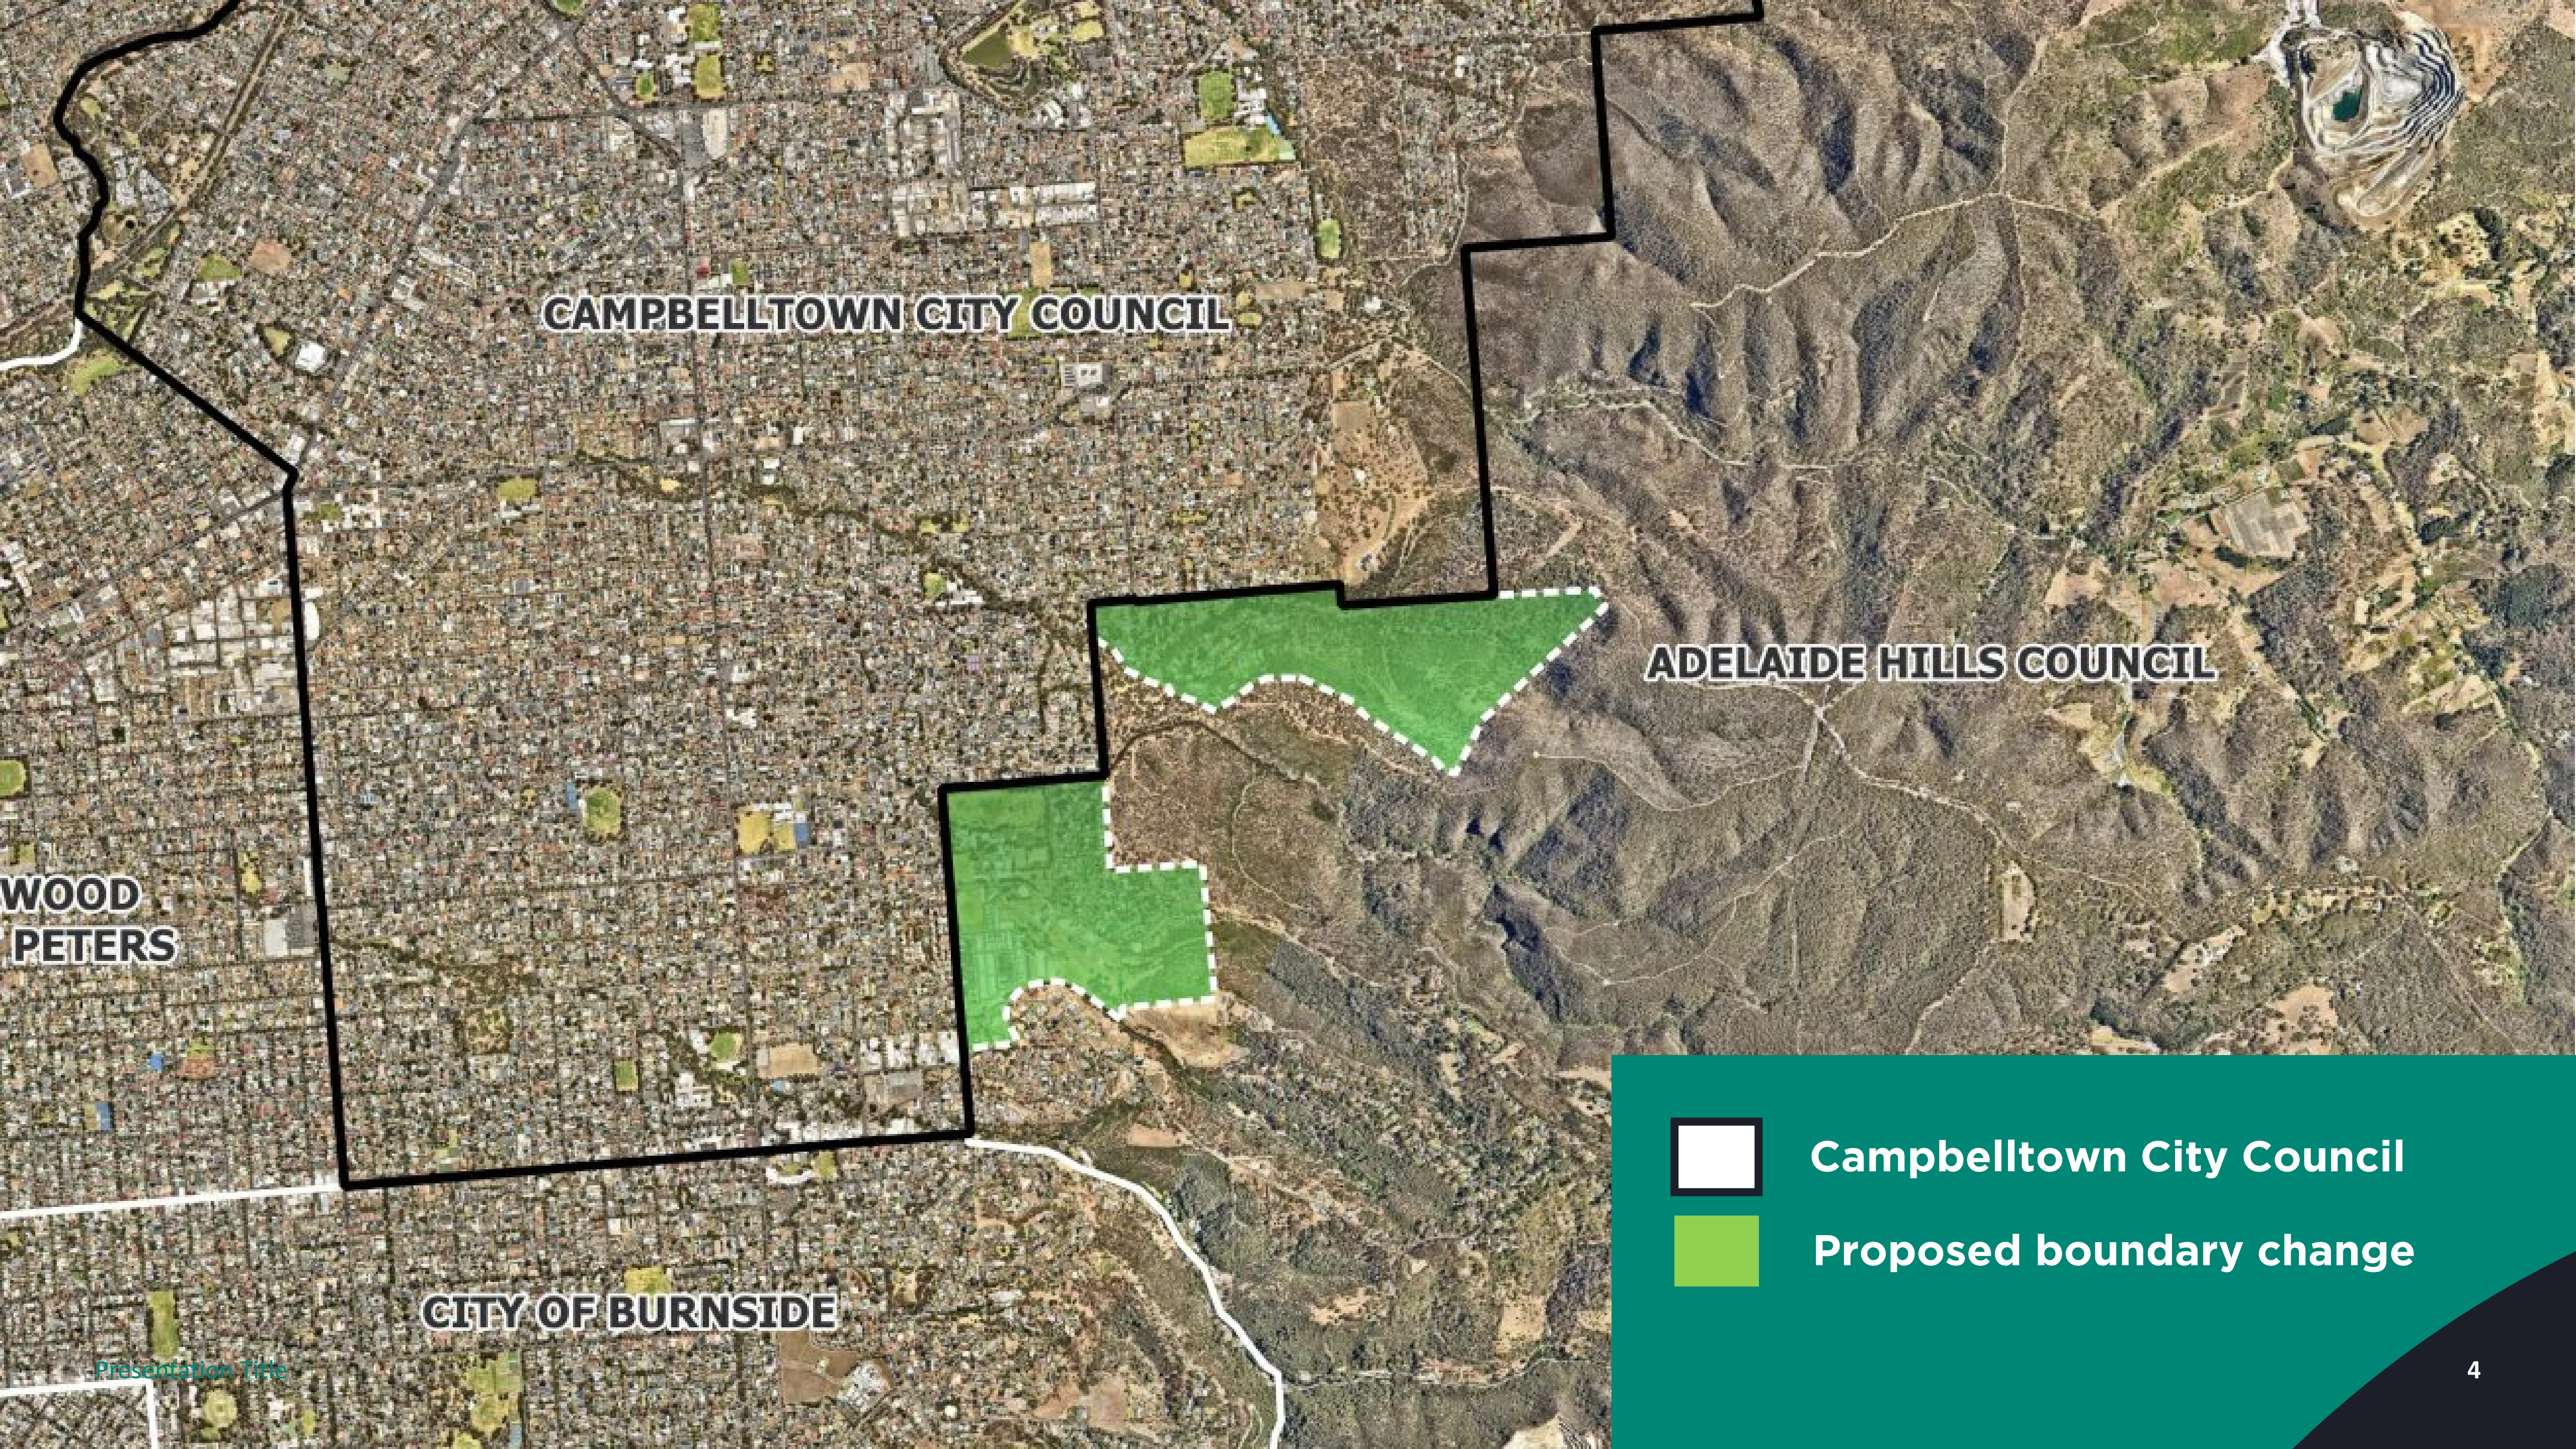 CAMPBELLTOWN CITY COUNCIL
ADELAIDE HILLS COUNCIL
WOOD
PETERS
CITY OF BURNSIDE
Campbelltown City Council
Proposed boundary change
Presentation Title
4